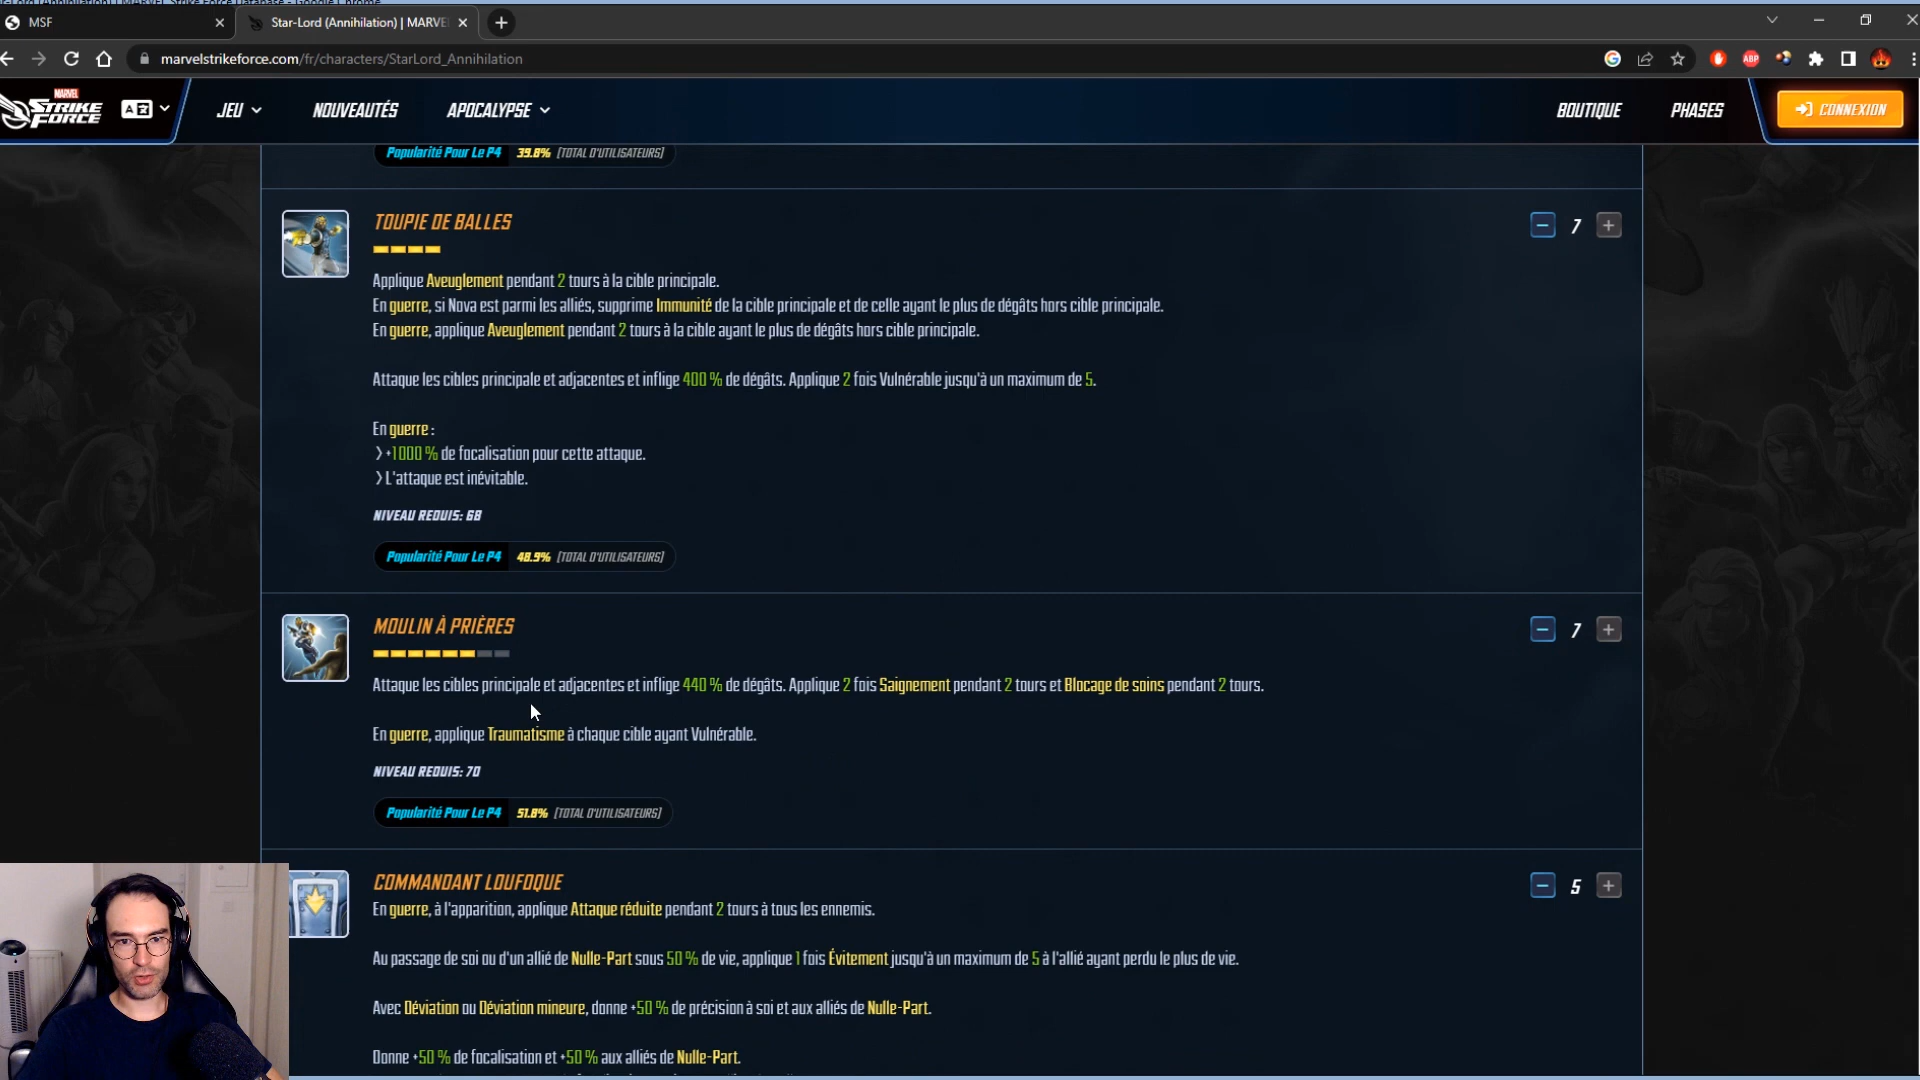 MSF
Star-Lord (Annihilation) | MARVE
marvelstrikeforce.com/fr/characters/StarLord_Annihilation
ABP
MARVEL
STRIKE
FORCE
JEU
NOUVEAUTÉS
APOCALYPSE
BOUTIQUE
PHASES
CONNEXION
Popularité Pour Le P4 39.8% [TOTAL D'UTILISATEURS]
TOUPIE DE BALLES
7
Applique Aveuglement pendant 2 tours à la cible principale.
En guerre, si Nova est parmi les alliés, supprime Immunité de la cible principale et de celle ayant le plus de dégâts hors cible principale.
En guerre, applique Aveuglement pendant 2 tours à la cible ayant le plus de dégâts hors cible principale.
Attaque les cibles principale et adjacentes et inflige 400 % de dégâts. Applique 2 fois Vulnérable jusqu'à un maximum de 5.
En guerre :
> +1000 % de focalisation pour cette attaque.
> L'attaque est inévitable.
NIVEAU REQUIS: 68
Popularité Pour Le P4 48.9% [TOTAL D'UTILISATEURS]
MOULIN À PRIÈRES
7
Attaque les cibles principale et adjacentes et inflige 440 % de dégâts. Applique 2 fois Saignement pendant 2 tours et Blocage de soins pendant 2 tours.
En guerre, applique Traumatisme à chaque cible ayant Vulnérable.
NIVEAU REQUIS: 70
Popularité Pour Le P4 51.8% [TOTAL D'UTILISATEURS]
COMMANDANT LOUFOQUE
5
En guerre, à l'apparition, applique Attaque réduite pendant 2 tours à tous les ennemis.
Au passage de soi ou d'un allié de Nulle-Part sous 50 % de vie, applique 1 fois Évitement jusqu'à un maximum de 5 à l'allié ayant perdu le plus de vie.
Avec Déviation ou Déviation mineure, donne +50 % de précision à soi et aux alliés de Nulle-Part.
Donne +50 % de focalisation et +50 % aux alliés de Nulle-Part.